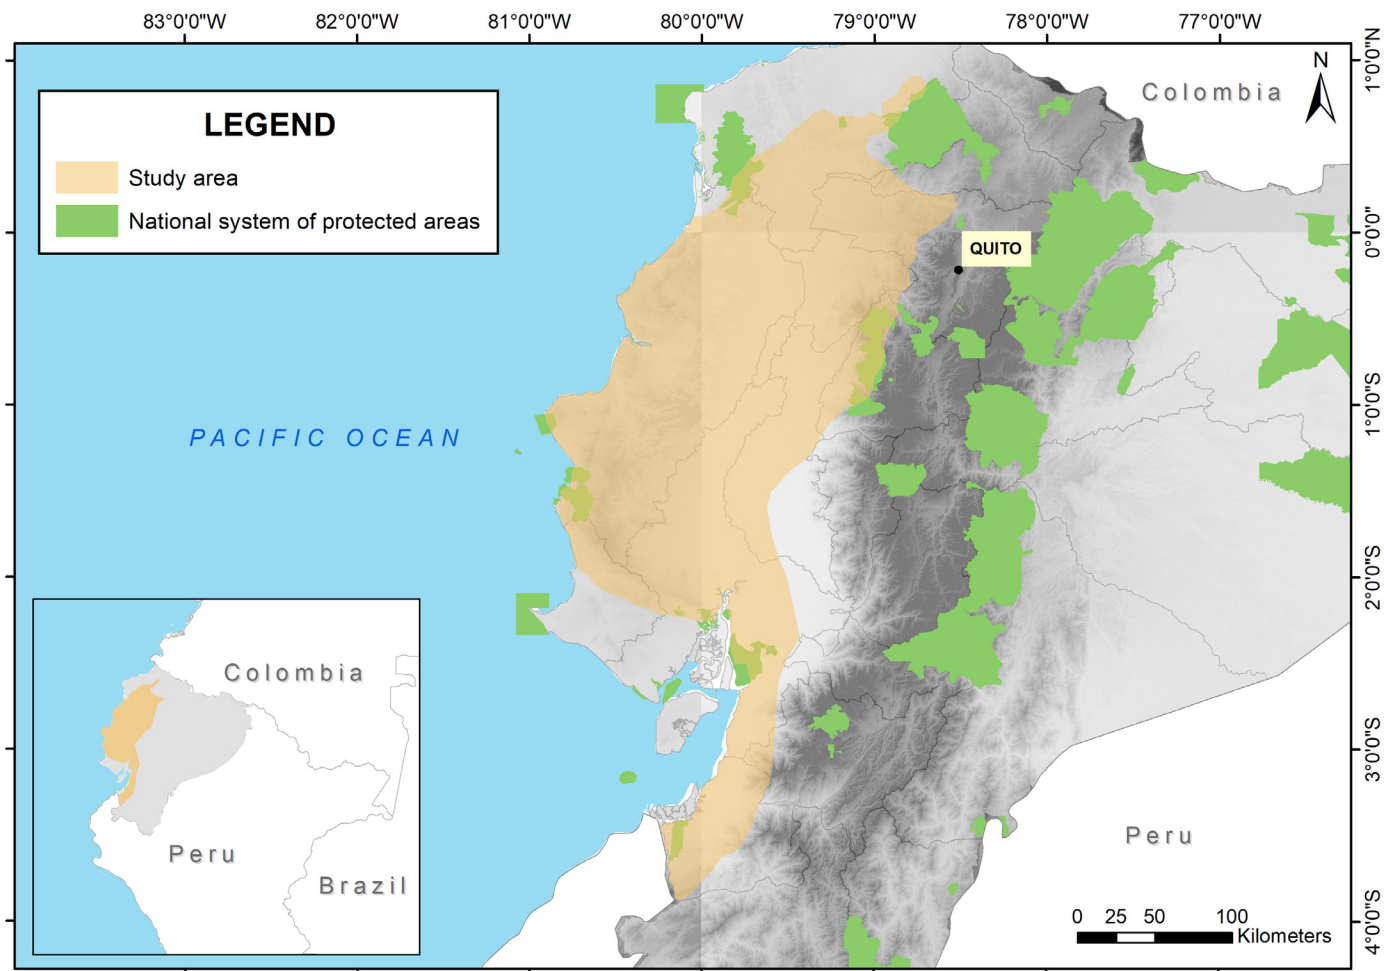 83°0'0"W 82°0'0"W 81°0'0"W 80°0'0"W 79°0'0"W 78°0'0"W 77°0'0"W
1°0'0"N
0°0'0"
1°0'0"S
2°0'0"S
3°0'0"S
4°0'0"S
N
Colombia
LEGEND
Study area
National system of protected areas
QUITO
PACIFIC OCEAN
Colombia
Peru
Brazil
Peru
0 25 50 100
Kilometers